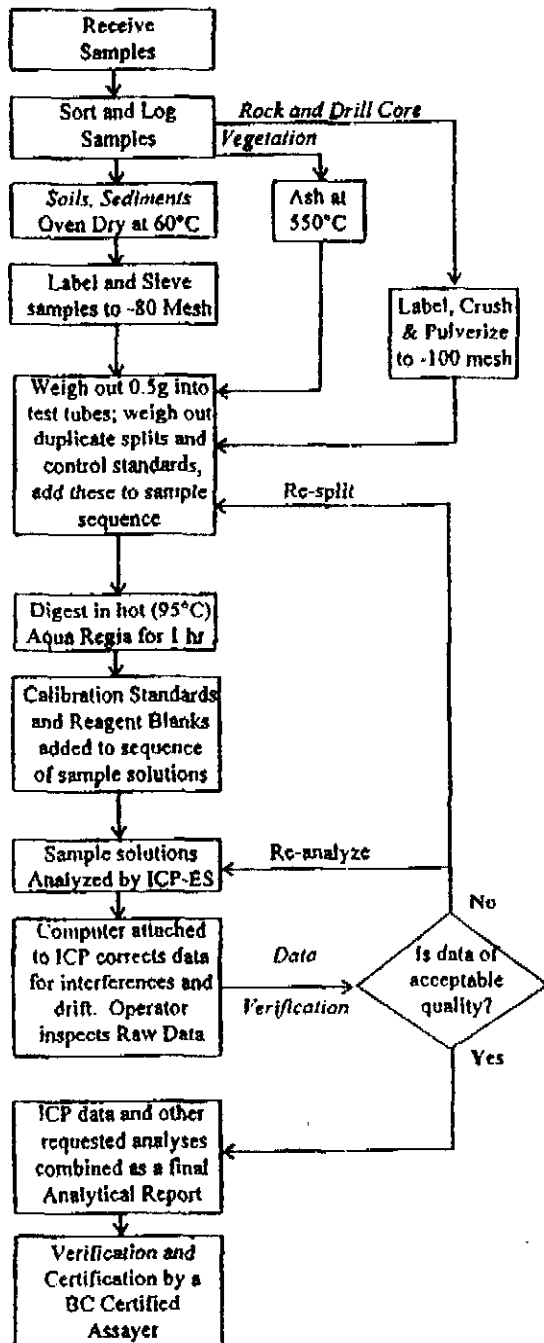 Receive
Samples
Sort and Log
Samples
Rock and Drill Core
Vegetation
Soils, Sediments
Oven Dry at 60°C
Ash at
550°C
Label and Sieve
samples to -80 Mesh
Label, Crush
& Pulverize
to -100 mesh
Weigh out 0.5g into
test tubes; weigh out
duplicate splits and
control standards,
add these to sample
sequence
Re-split
Digest in hot (95°C)
Aqua Regia for 1 hr
Calibration Standards
and Reagent Blanks
added to sequence
of sample solutions
Sample solutions
Analyzed by ICP-ES
Re-analyze
No
Computer attached
to ICP corrects data
for interferences and
drift. Operator
inspects Raw Data
Data
Verification
Is data of
acceptable
quality?
Yes
ICP data and other
requested analyses
combined as a final
Analytical Report
Verification and
Certification by a
BC Certified
Assayer